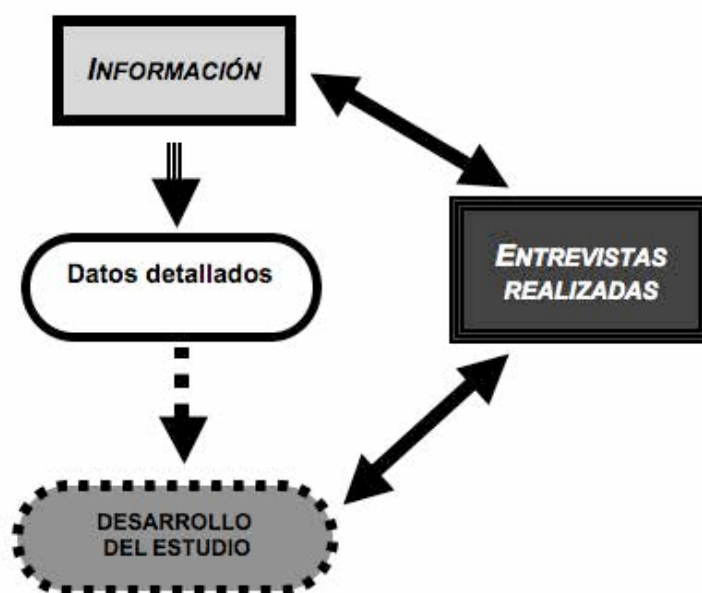 INFORMACIÓN
Datos detallados
ENTREVISTAS
REALIZADAS
DESARROLLO
DEL ESTUDIO